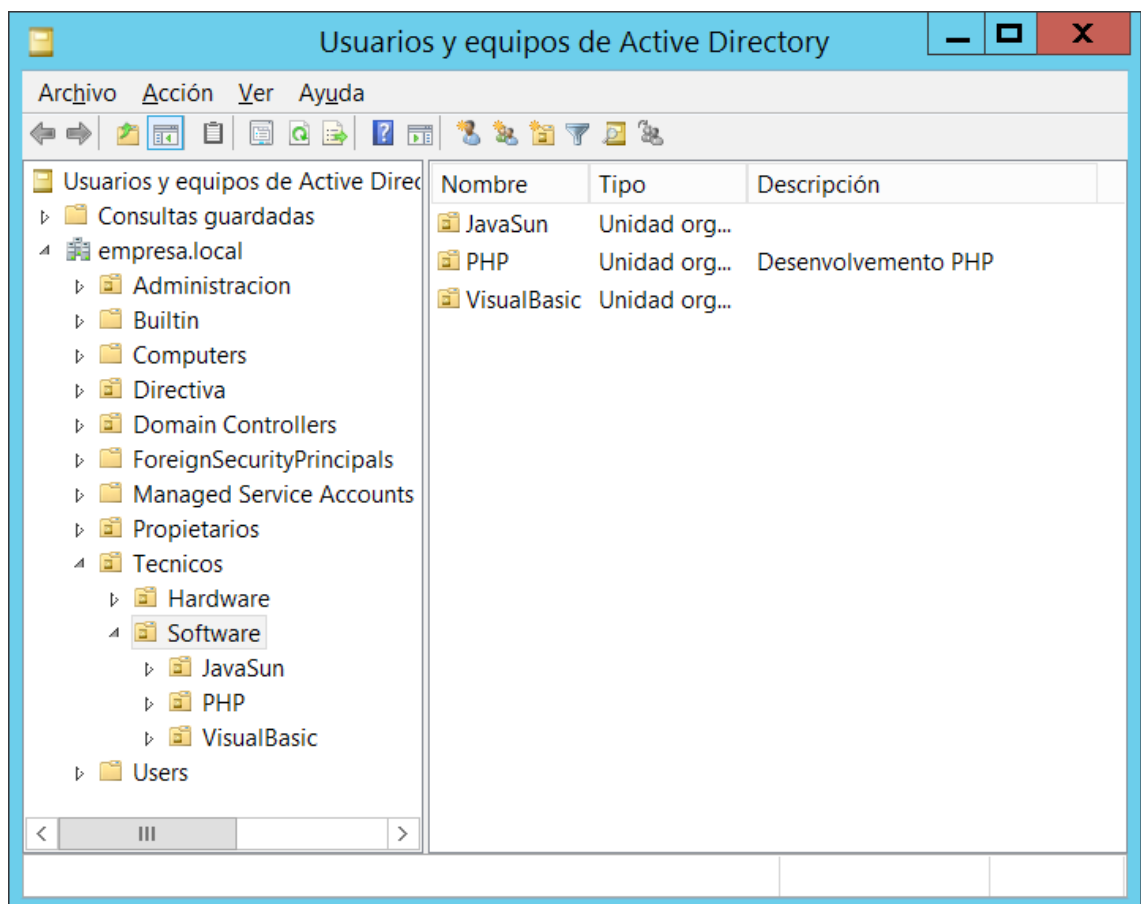 Usuarios y equipos de Active Directory
Archivo Acción Ver Ayuda
Usuarios y equipos de Active Direc
Consultas guardadas
empresa.local
Administracion
Builtin
Computers
Directiva
Domain Controllers
ForeignSecurityPrincipals
Managed Service Accounts
Propietarios
Tecnicos
Hardware
Software
JavaSun
PHP
VisualBasic
Users
Nombre Tipo Descripción
JavaSun Unidad org...
PHP Unidad org... Desenvolvemento PHP
VisualBasic Unidad org...